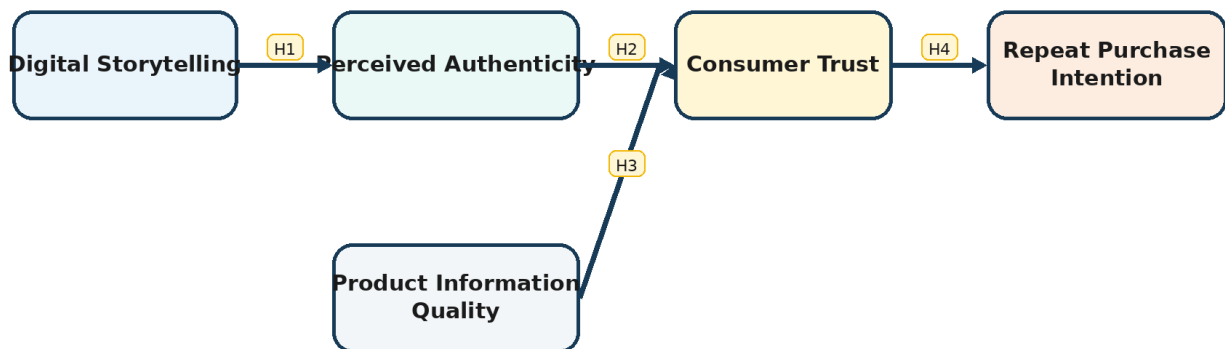 Digital Storytelling
H1
Perceived Authenticity
H2
Consumer Trust
H4
Repeat Purchase
Intention
H3
Product Information
Quality